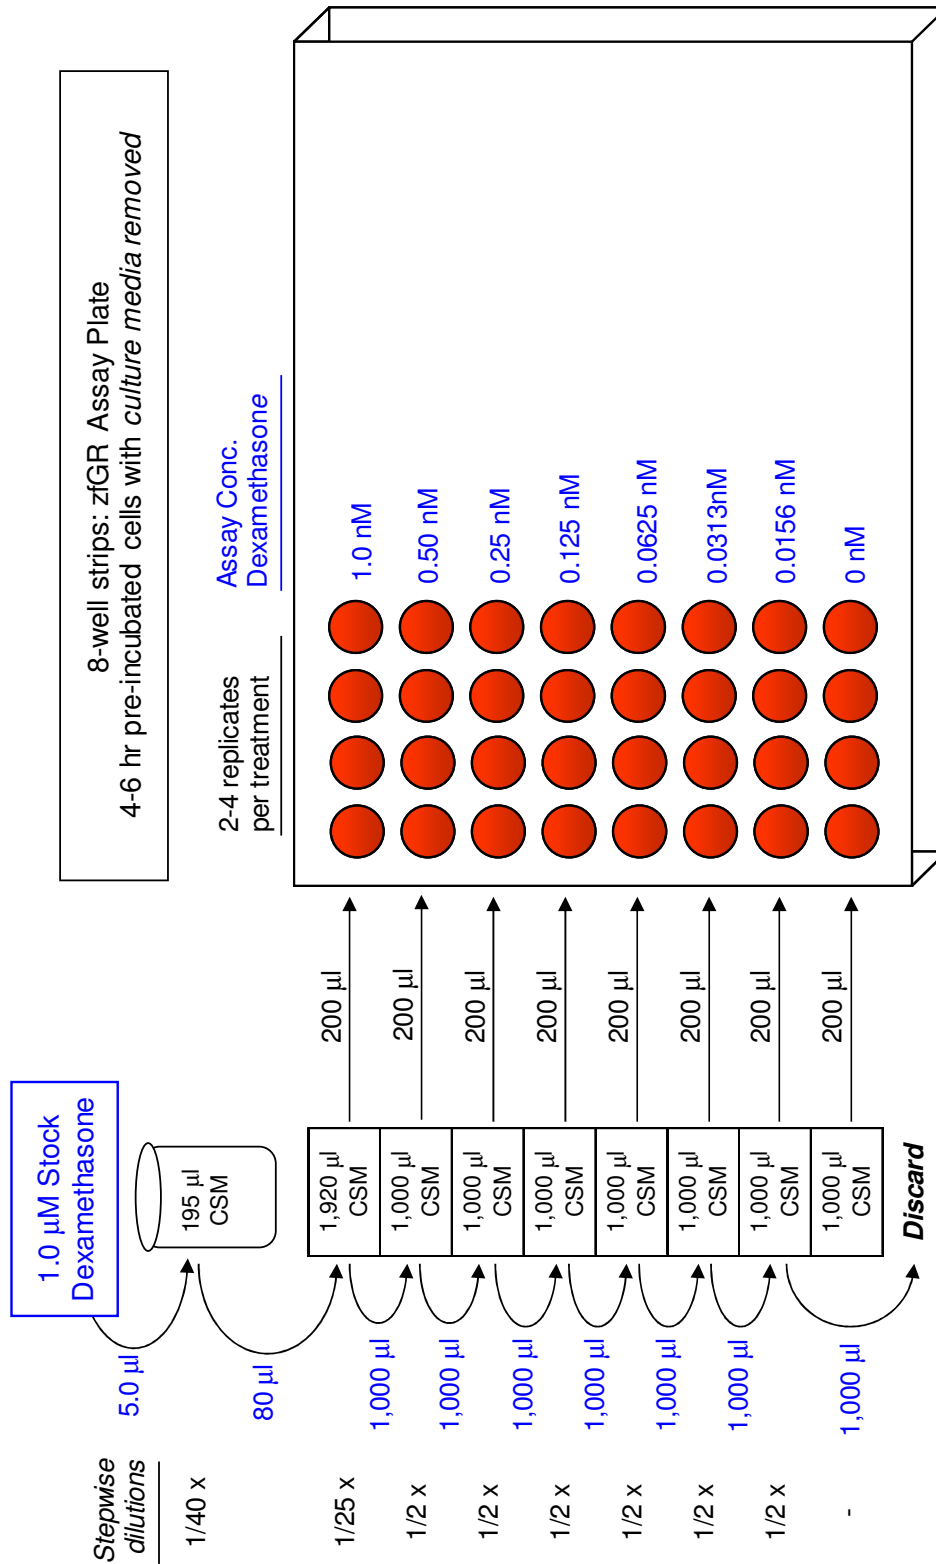 8-well strips: zfGR Assay Plate
4-6 hr pre-incubated cells with culture media removed
1.0 µM Stock
Dexamethasone
2-4 replicates
per treatment
Assay Conc.
Dexamethasone
Stepwise
dilutions
1/40 x
5.0 µl
195 µl
CSM
80 µl
1/25 x
1,920 µl
CSM
200 µl
1.0 nM
1,000 µl
1/2 x
1,000 µl
CSM
200 µl
0.50 nM
1,000 µl
1/2 x
1,000 µl
CSM
200 µl
0.25 nM
1,000 µl
1/2 x
1,000 µl
CSM
200 µl
0.125 nM
1,000 µl
1/2 x
1,000 µl
CSM
200 µl
0.0625 nM
1,000 µl
1/2 x
1,000 µl
CSM
200 µl
0.0313nM
1,000 µl
1/2 x
1,000 µl
CSM
200 µl
0.0156 nM
1,000 µl
-
1,000 µl
CSM
200 µl
0 nM
Discard